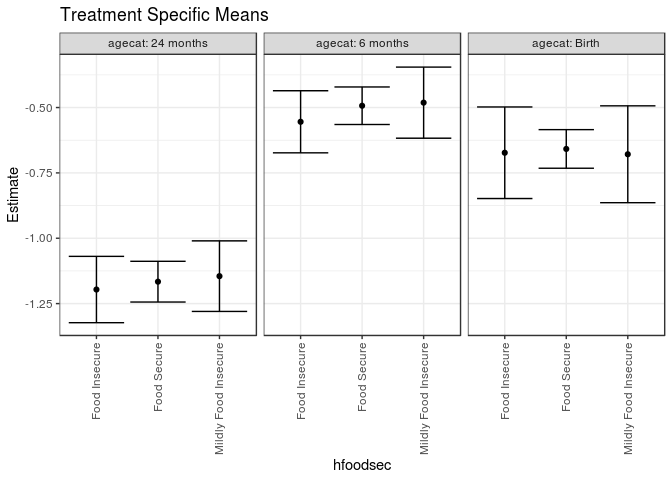 Treatment Specific Means
agecat: 24 months
agecat: 6 months
agecat: Birth
Estimate
-0.50
-0.75
-1.00
-1.25
Food Insecure
Food Secure
Mildly Food Insecure
Food Insecure
Food Secure
Mildly Food Insecure
Food Insecure
Food Secure
Mildly Food Insecure
hfoodsec